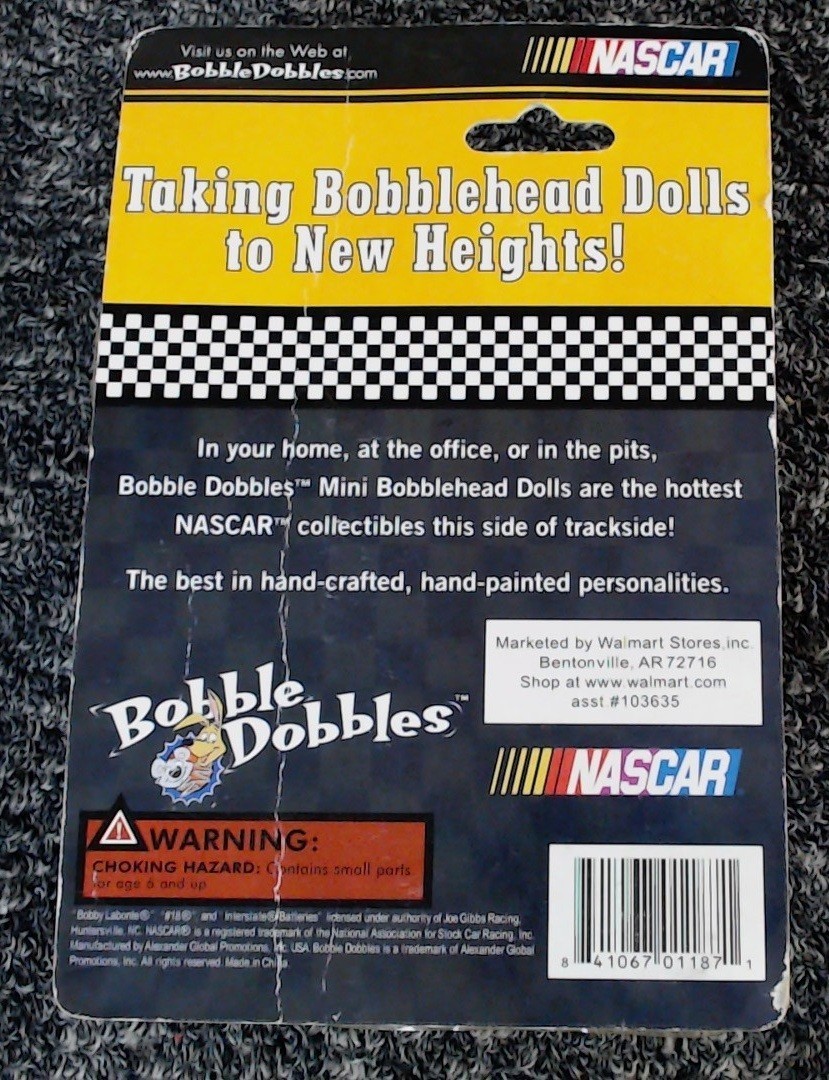 Visit us on the Web at
www.BobbleDobbles.com
NASCAR
Taking Bobblehead Dolls
to New Heights!
In your home, at the office, or in the pits,
Bobble Dobbles™ Mini Bobblehead Dolls are the hottest
NASCAR™ collectibles this side of trackside!
The best in hand-crafted, hand-painted personalities.
Marketed by Walmart Stores,inc.
Bentonville, AR 72716
Shop at www.walmart.com
asst #103635
Bobble
Dobbles™
NASCAR
WARNING:
CHOKING HAZARD: Contains small parts
for age 6 and up
"Bobby Labonte®" "#18®" and "Interstate® Batteries" licensed under authority of Joe Gibbs Racing,
Huntersville, NC. NASCAR® is a registered trademark of the National Association for Stock Car Racing, Inc.
Manufactured by Alexander Global Promotions, Inc. USA. Bobble Dobbles is a trademark of Alexander Global
Promotions, Inc. All rights reserved. Made in China.
8 41067 01187 1